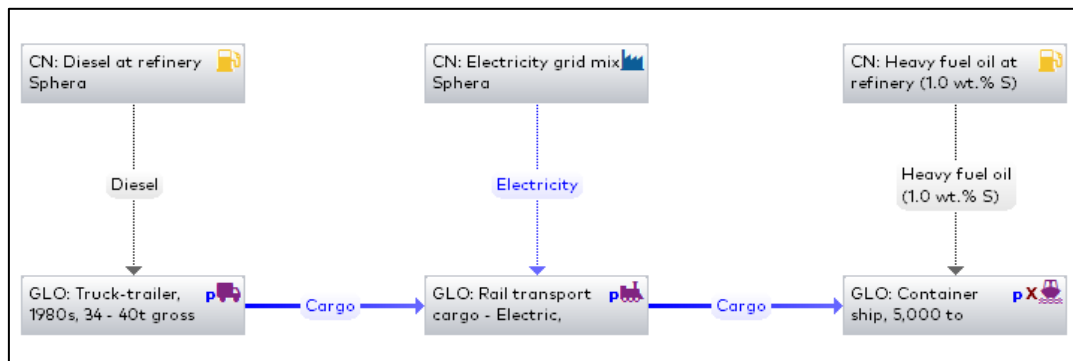 CN: Diesel at refinery
Sphera
CN: Electricity grid mix
Sphera
CN: Heavy fuel oil at
refinery (1.0 wt.% S)
Diesel
Electricity
Heavy fuel oil
(1.0 wt.% S)
GLO: Truck-trailer,
1980s, 34 - 40t gross
p
Cargo
GLO: Rail transport
cargo - Electric,
p
Cargo
GLO: Container
ship, 5,000 to
p X